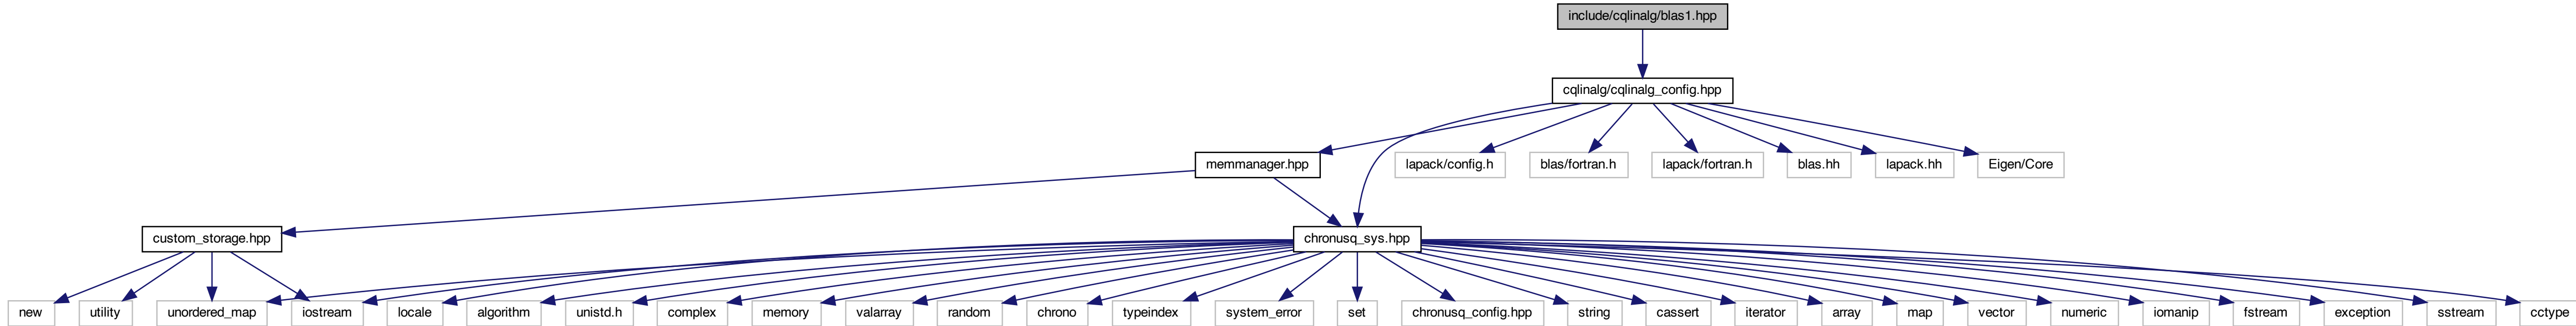 include/cqlinalg/blas1.hpp
cqlinalg/cqlinalg_config.hpp
memmanager.hpp
lapack/config.h
blas/fortran.h
lapack/fortran.h
blas.hh
lapack.hh
Eigen/Core
custom_storage.hpp
chronusq_sys.hpp
new
utility
unordered_map
iostream
locale
algorithm
unistd.h
complex
memory
valarray
random
chrono
typeindex
system_error
set
chronusq_config.hpp
string
cassert
iterator
array
map
vector
numeric
iomanip
fstream
exception
sstream
cctype